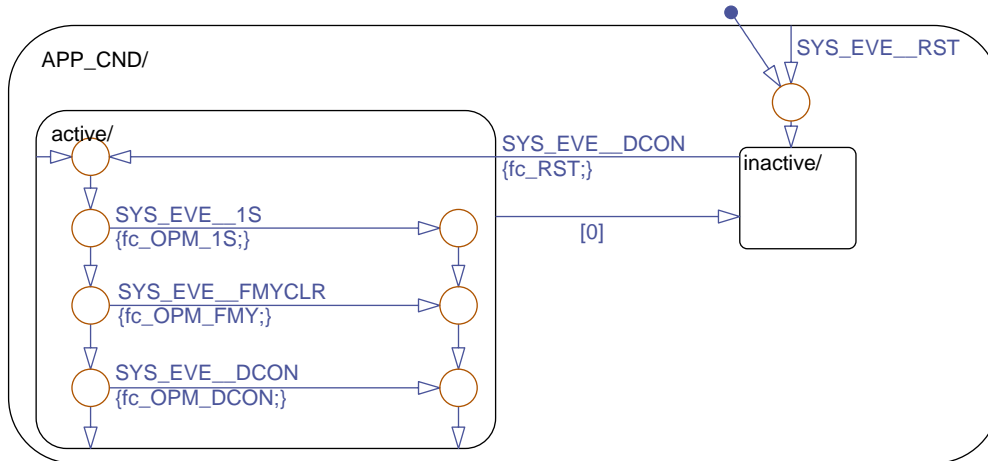 SYS_EVE__RST
APP_CND/
active/
SYS_EVE__DCON
{fc_RST;}
inactive/
SYS_EVE__1S
{fc_OPM_1S;}
[0]
SYS_EVE__FMYCLR
{fc_OPM_FMY;}
SYS_EVE__DCON
{fc_OPM_DCON;}